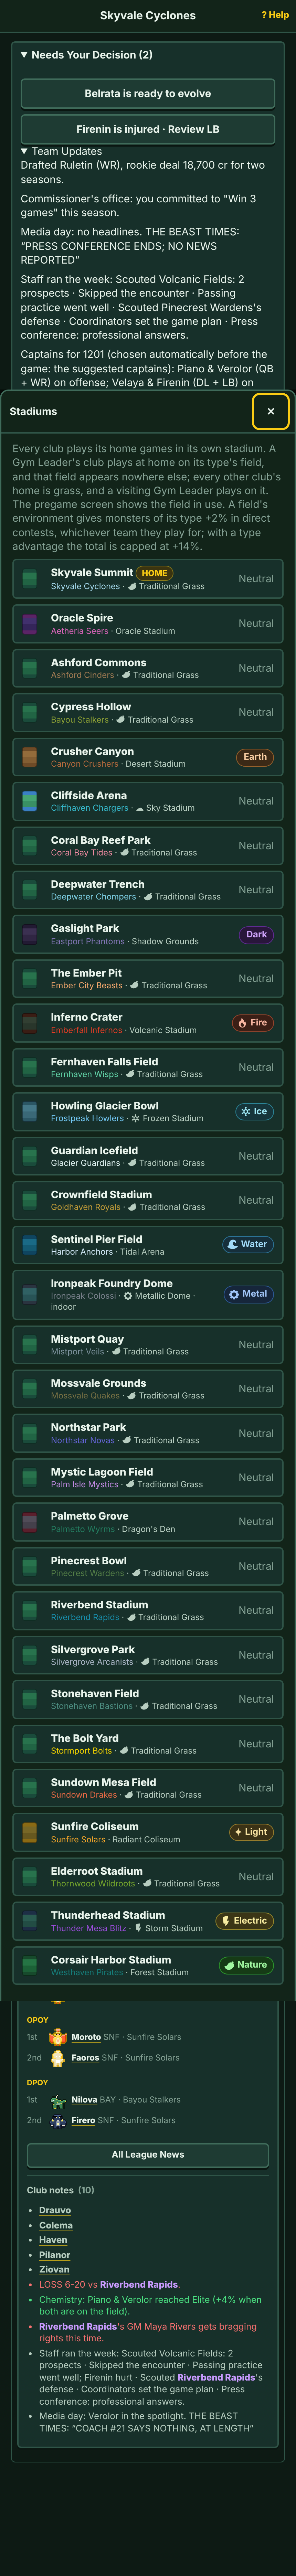 Skyvale Cyclones
? Help
▼ Needs Your Decision (2)
Belrata is ready to evolve
Firenin is injured · Review LB
▼ Team Updates
Drafted Ruletin (WR), rookie deal 18,700 cr for two
seasons.
Commissioner's office: you committed to "Win 3
games" this season.
Media day: no headlines. THE BEAST TIMES:
“PRESS CONFERENCE ENDS; NO NEWS
REPORTED”
Staff ran the week: Scouted Volcanic Fields: 2
prospects · Skipped the encounter · Passing
practice went well · Scouted Pinecrest Wardens's
defense · Coordinators set the game plan · Press
conference: professional answers.
Captains for 1201 (chosen automatically before the
game: the suggested captains): Piano & Verolor (QB
+ WR) on offense; Velaya & Firenin (DL + LB) on
Stadiums
×
Every club plays its home games in its own stadium. A
Gym Leader's club plays at home on its type's field,
and that field appears nowhere else; every other club's
home is grass, and a visiting Gym Leader plays on it.
The pregame screen shows the field in use. A field's
environment gives monsters of its type +2% in direct
contests, whichever team they play for; with a type
advantage the total is capped at +14%.
Skyvale Summit HOME
Skyvale Cyclones · Traditional Grass
Neutral
Oracle Spire
Aetheria Seers · Oracle Stadium
Neutral
Ashford Commons
Ashford Cinders · Traditional Grass
Neutral
Cypress Hollow
Bayou Stalkers · Traditional Grass
Neutral
Crusher Canyon
Canyon Crushers · Desert Stadium
Earth
Cliffside Arena
Cliffhaven Chargers · Sky Stadium
Neutral
Coral Bay Reef Park
Coral Bay Tides · Traditional Grass
Neutral
Deepwater Trench
Deepwater Chompers · Traditional Grass
Neutral
Gaslight Park
Eastport Phantoms · Shadow Grounds
Dark
The Ember Pit
Ember City Beasts · Traditional Grass
Neutral
Inferno Crater
Emberfall Infernos · Volcanic Stadium
Fire
Fernhaven Falls Field
Fernhaven Wisps · Traditional Grass
Neutral
Howling Glacier Bowl
Frostpeak Howlers · Frozen Stadium
Ice
Guardian Icefield
Glacier Guardians · Traditional Grass
Neutral
Crownfield Stadium
Goldhaven Royals · Traditional Grass
Neutral
Sentinel Pier Field
Harbor Anchors · Tidal Arena
Water
Ironpeak Foundry Dome
Ironpeak Colossi · Metallic Dome ·
indoor
Metal
Mistport Quay
Mistport Veils · Traditional Grass
Neutral
Mossvale Grounds
Mossvale Quakes · Traditional Grass
Neutral
Northstar Park
Northstar Novas · Traditional Grass
Neutral
Mystic Lagoon Field
Palm Isle Mystics · Traditional Grass
Neutral
Palmetto Grove
Palmetto Wyrms · Dragon's Den
Neutral
Pinecrest Bowl
Pinecrest Wardens · Traditional Grass
Neutral
Riverbend Stadium
Riverbend Rapids · Traditional Grass
Neutral
Silvergrove Park
Silvergrove Arcanists · Traditional Grass
Neutral
Stonehaven Field
Stonehaven Bastions · Traditional Grass
Neutral
The Bolt Yard
Stormport Bolts · Traditional Grass
Neutral
Sundown Mesa Field
Sundown Drakes · Traditional Grass
Neutral
Sunfire Coliseum
Sunfire Solars · Radiant Coliseum
Light
Elderroot Stadium
Thornwood Wildroots · Traditional Grass
Neutral
Thunderhead Stadium
Thunder Mesa Blitz · Storm Stadium
Electric
Corsair Harbor Stadium
Westhaven Pirates · Forest Stadium
Nature
OPOY
1st Moroto SNF · Sunfire Solars
2nd Faoros SNF · Sunfire Solars
DPOY
1st Nilova BAY · Bayou Stalkers
2nd Firero SNF · Sunfire Solars
All League News
Club notes (10)
• Drauvo
• Colema
• Haven
• Pilanor
• Ziovan
• LOSS 6-20 vs Riverbend Rapids.
• Chemistry: Piano & Verolor reached Elite (+4% when
both are on the field).
• Riverbend Rapids's GM Maya Rivers gets bragging
rights this time.
• Staff ran the week: Scouted Volcanic Fields: 2
prospects · Skipped the encounter · Passing practice
went well; Firenin hurt · Scouted Riverbend Rapids's
defense · Coordinators set the game plan · Press
conference: professional answers.
• Media day: Verolor in the spotlight. THE BEAST
TIMES: “COACH #21 SAYS NOTHING, AT LENGTH”